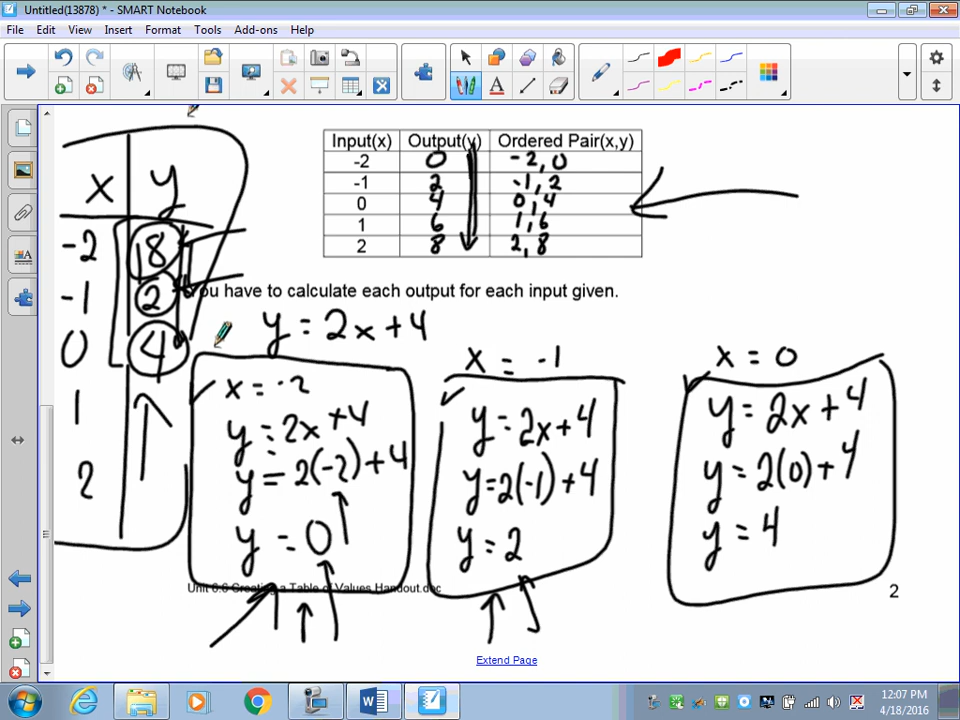 Untitled(13878) * - SMART Notebook
File Edit View Insert Format Tools Add-ons Help
Input(x) Output(y) Ordered Pair(x,y)
-2 0 -2, 0
-1 2 -1, 2
0 4 0, 4
1 6 1, 6
2 8 2, 8
x y
-2 18
-1 2
0 4
1
2
You have to calculate each output for each input given.
y = 2x + 4
x = -2
y = 2x + 4
y = 2(-2) + 4
y = 0
x = -1
y = 2x + 4
y = 2(-1) + 4
y = 2
x = 0
y = 2x + 4
y = 2(0) + 4
y = 4
Unit 6.6 Creating a Table of Values Handout.doc
2
Extend Page
12:07 PM
4/18/2016